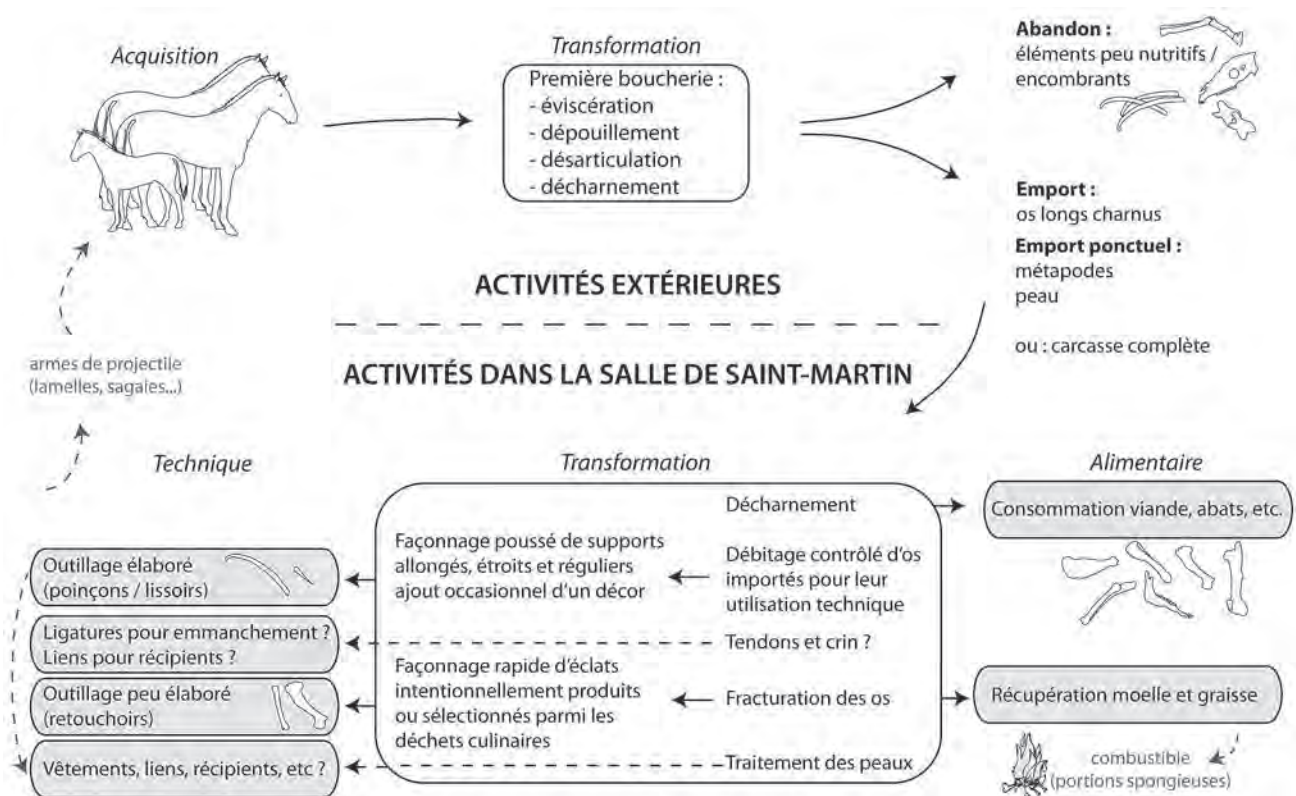 Acquisition
Transformation
Première boucherie :
- éviscération
- dépouillement
- désarticulation
- décharnement
Abandon :
éléments peu nutritifs /
encombrants
Emport :
os longs charnus
Emport ponctuel :
métapodes
peau
ou : carcasse complète
ACTIVITÉS EXTÉRIEURES
ACTIVITÉS DANS LA SALLE DE SAINT-MARTIN
armes de projectile
(lamelles, sagaies...)
Technique
Transformation
Alimentaire
Outillage élaboré
(poinçons / lissoirs)
Ligatures pour emmanchement ?
Liens pour récipients ?
Outillage peu élaboré
(retouchoirs)
Vêtements, liens, récipients, etc ?
Façonnage poussé de supports
allongés, étroits et réguliers
ajout occasionnel d'un décor
Façonnage rapide d'éclats
intentionnellement produits
ou sélectionnés parmi les
déchets culinaires
Décharnement
Débitage contrôlé d'os
importés pour leur
utilisation technique
Tendons et crin ?
Fracturation des os
Traitement des peaux
Consommation viande, abats, etc.
Récupération moelle et graisse
combustible
(portions spongieuses)